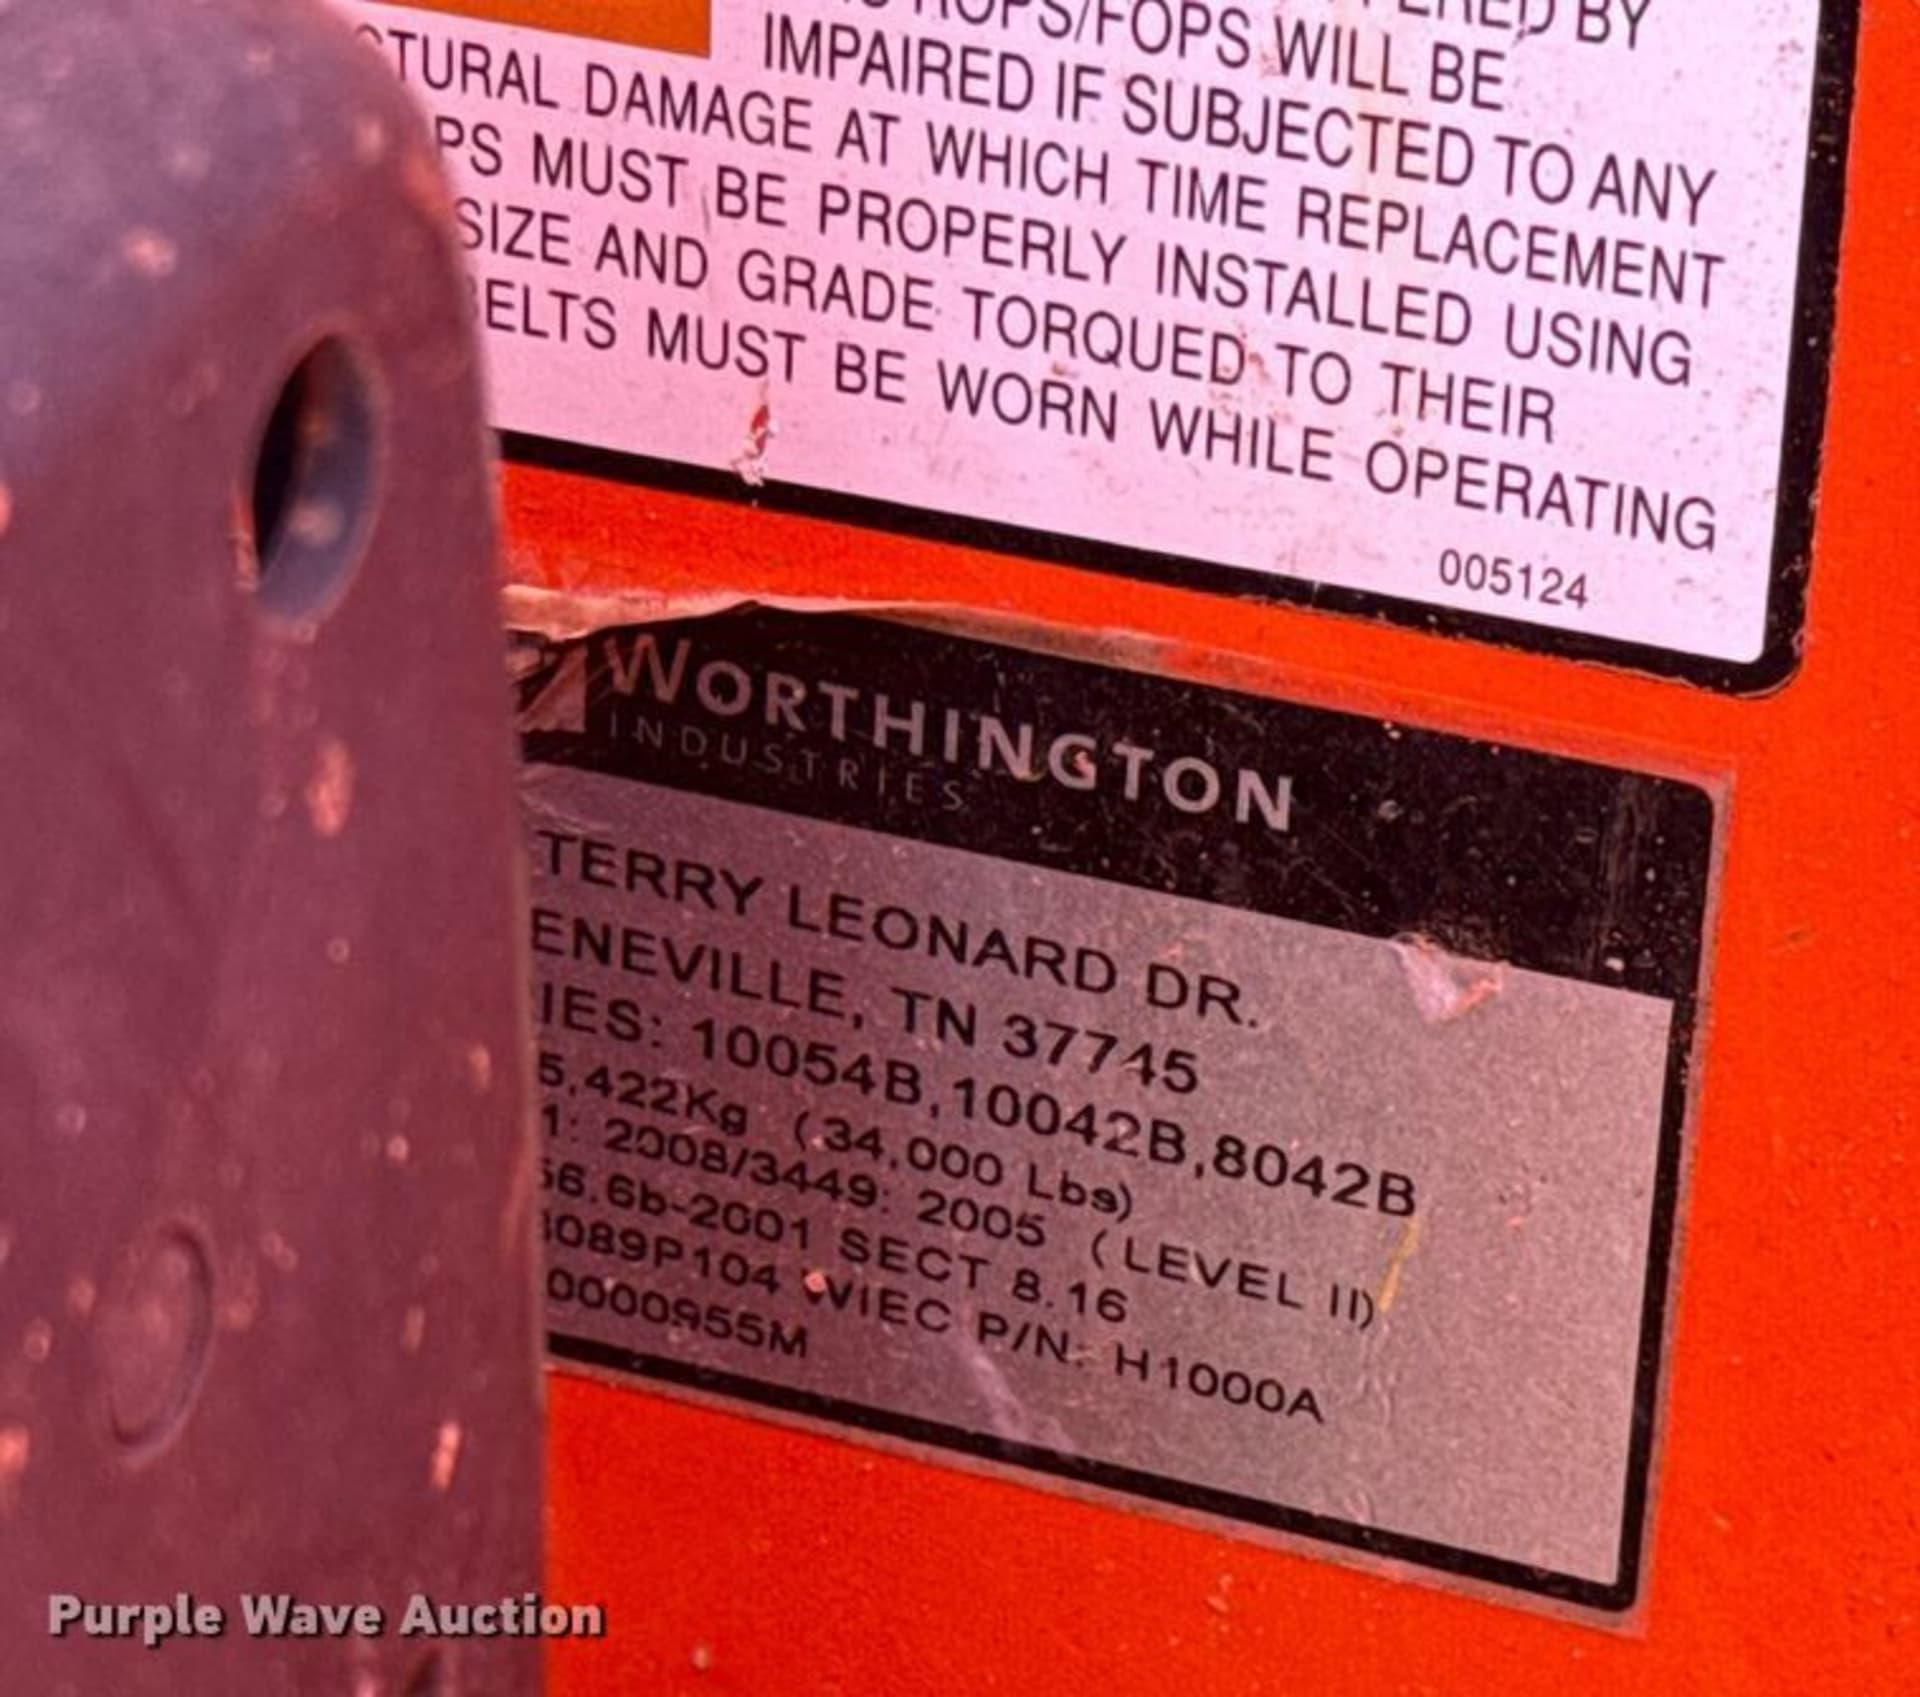 ROPS/FOPS WILL BE
IMPAIRED IF SUBJECTED TO ANY
TURAL DAMAGE AT WHICH TIME REPLACEMENT
PS MUST BE PROPERLY INSTALLED USING
SIZE AND GRADE TORQUED TO THEIR
ELTS MUST BE WORN WHILE OPERATING
005124
WORTHINGTON
INDUSTRIES
TERRY LEONARD DR.
ENEVILLE, TN 37745
IES: 10054B,10042B,8042B
5,422Kg (34,000 Lbs)
1: 2008/3449: 2005 (LEVEL II)
56.6b-2001 SECT 8.16
089P104 WIEC P/N: H1000A
0000955M
Purple Wave Auction